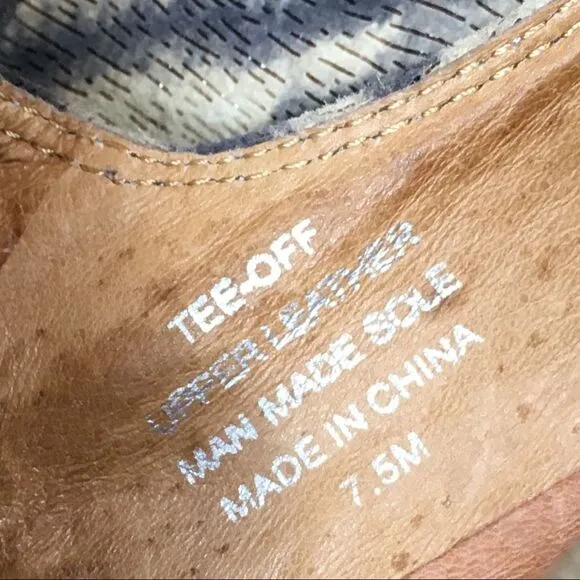 TEE-OFF
UPPER LEATHER
MAN MADE SOLE
MADE IN CHINA
7.5M